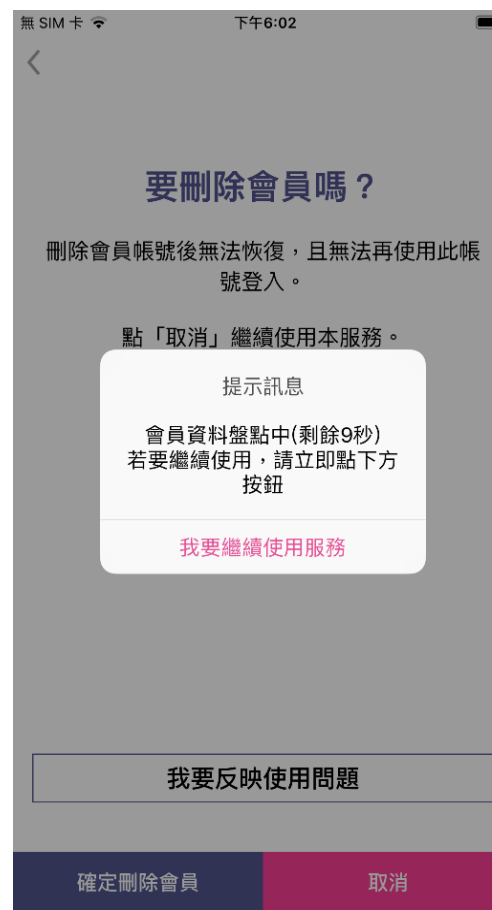 無 SIM 卡 下午6:02
要刪除會員嗎？
刪除會員帳號後無法恢復，且無法再使用此帳
號登入。
點「取消」繼續使用本服務。
提示訊息
會員資料盤點中(剩餘9秒)
若要繼續使用，請立即點下方
按鈕
我要繼續使用服務
我要反映使用問題
確定刪除會員 取消